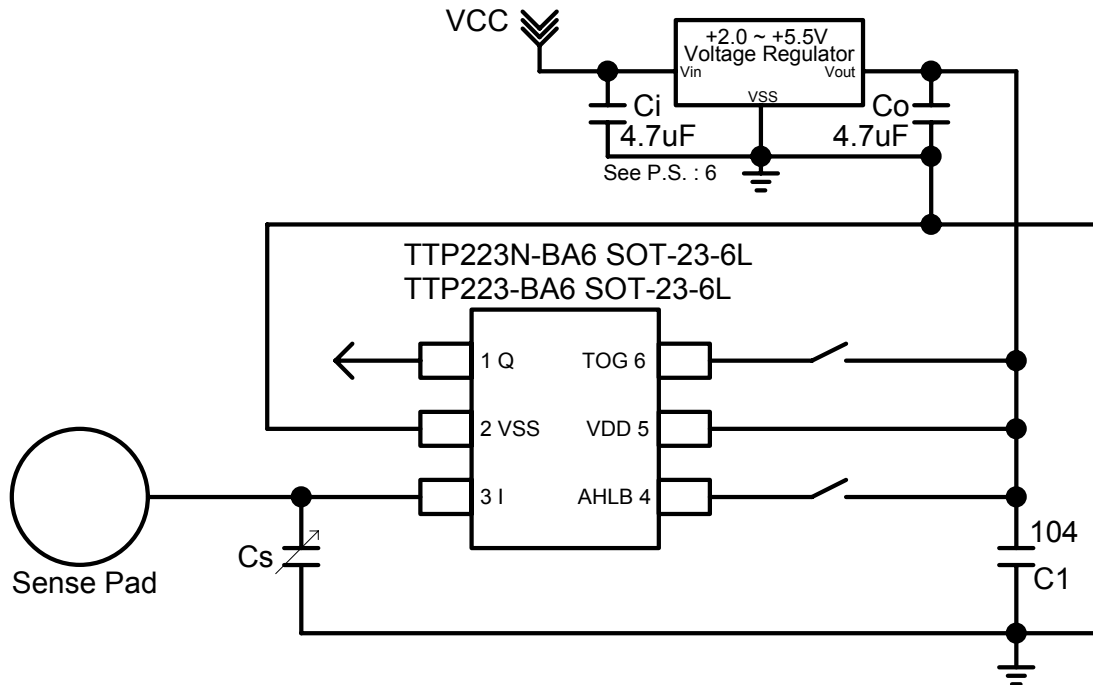 VCC
+2.0 ~ +5.5V
Voltage Regulator
Vin
Vout
VSS
Ci
4.7uF
Co
4.7uF
See P.S. : 6
TTP223N-BA6 SOT-23-6L
TTP223-BA6 SOT-23-6L
1 Q
TOG 6
2 VSS
VDD 5
3 I
AHLB 4
Cs
Sense Pad
104
C1